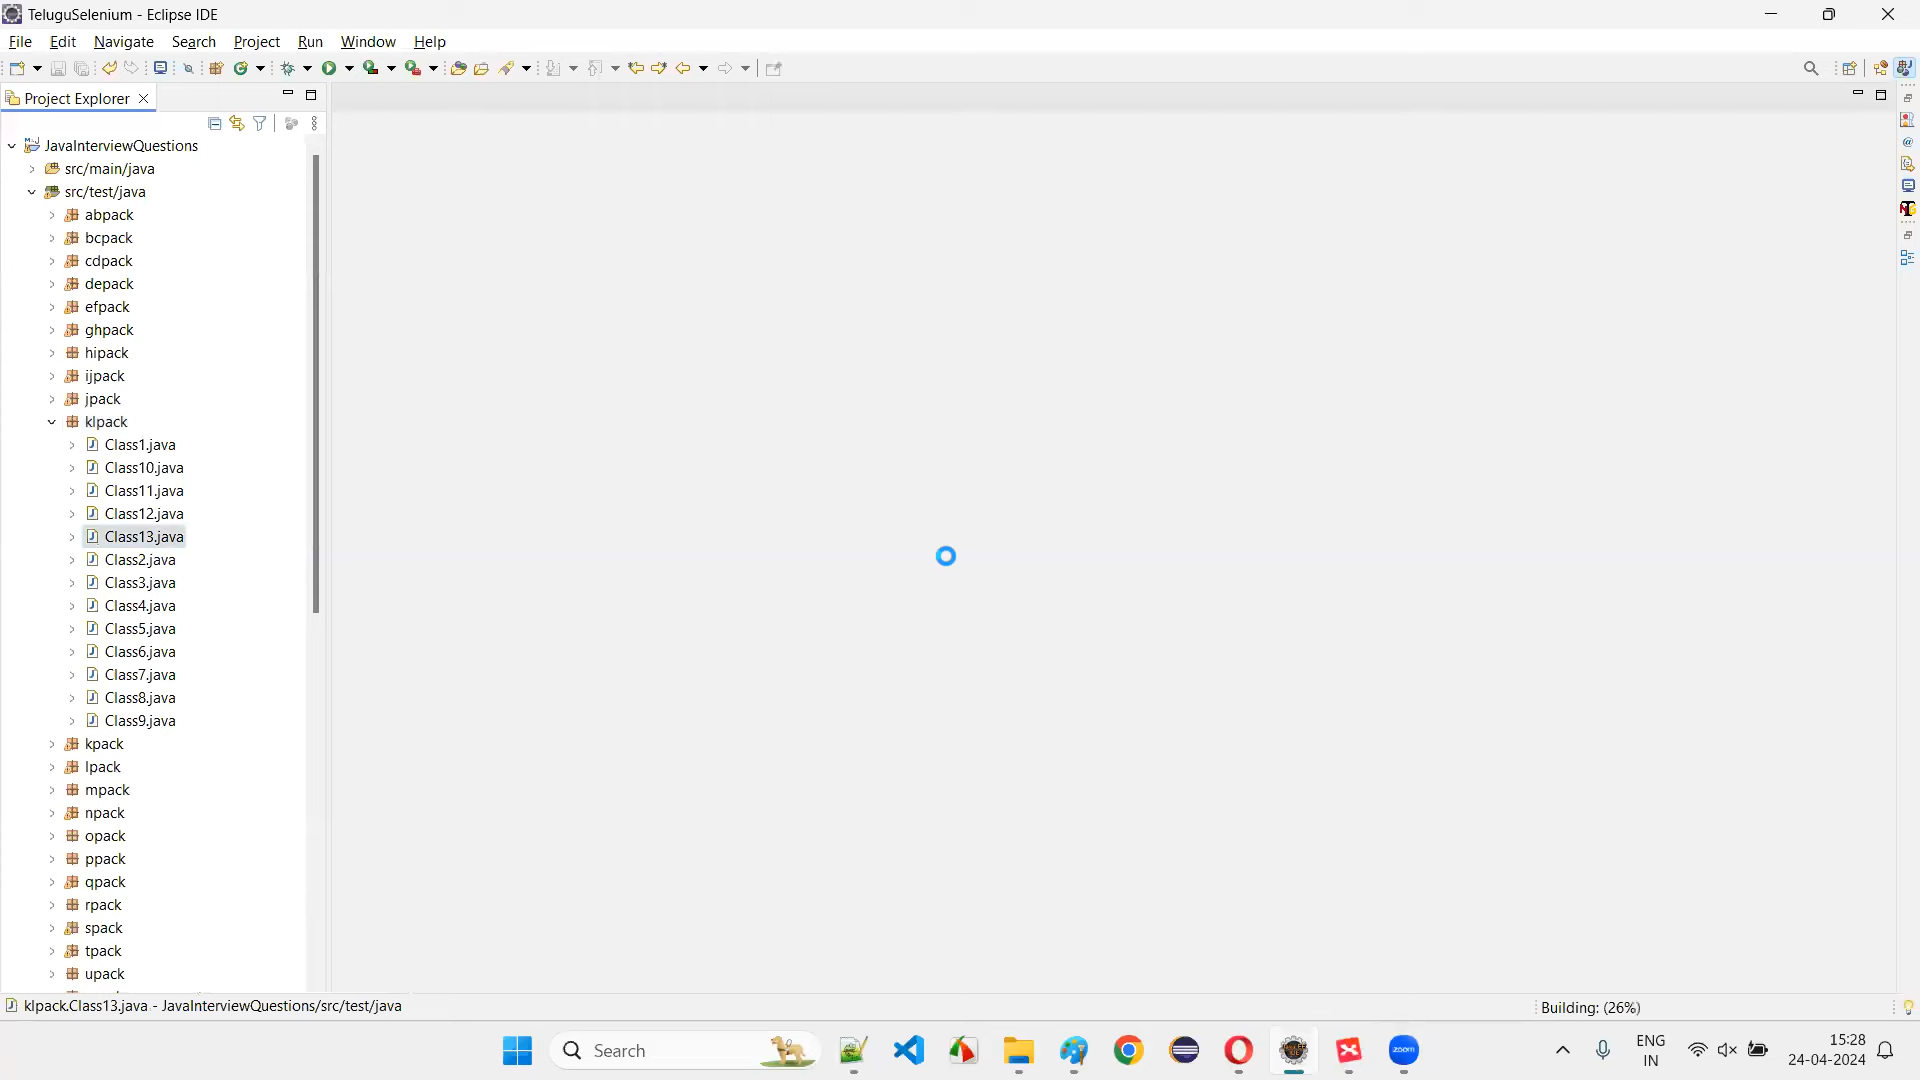 TeluguSelenium - Eclipse IDE
File Edit Navigate Search Project Run Window Help
Project Explorer
JavaInterviewQuestions
src/main/java
src/test/java
abpack
bcpack
cdpack
depack
efpack
ghpack
hipack
ijpack
jpack
klpack
Class1.java
Class10.java
Class11.java
Class12.java
Class13.java
Class2.java
Class3.java
Class4.java
Class5.java
Class6.java
Class7.java
Class8.java
Class9.java
kpack
lpack
mpack
npack
opack
ppack
qpack
rpack
spack
tpack
upack
klpack.Class13.java - JavaInterviewQuestions/src/test/java
Building: (26%)
Search
zoom
ENG
IN
15:28
24-04-2024